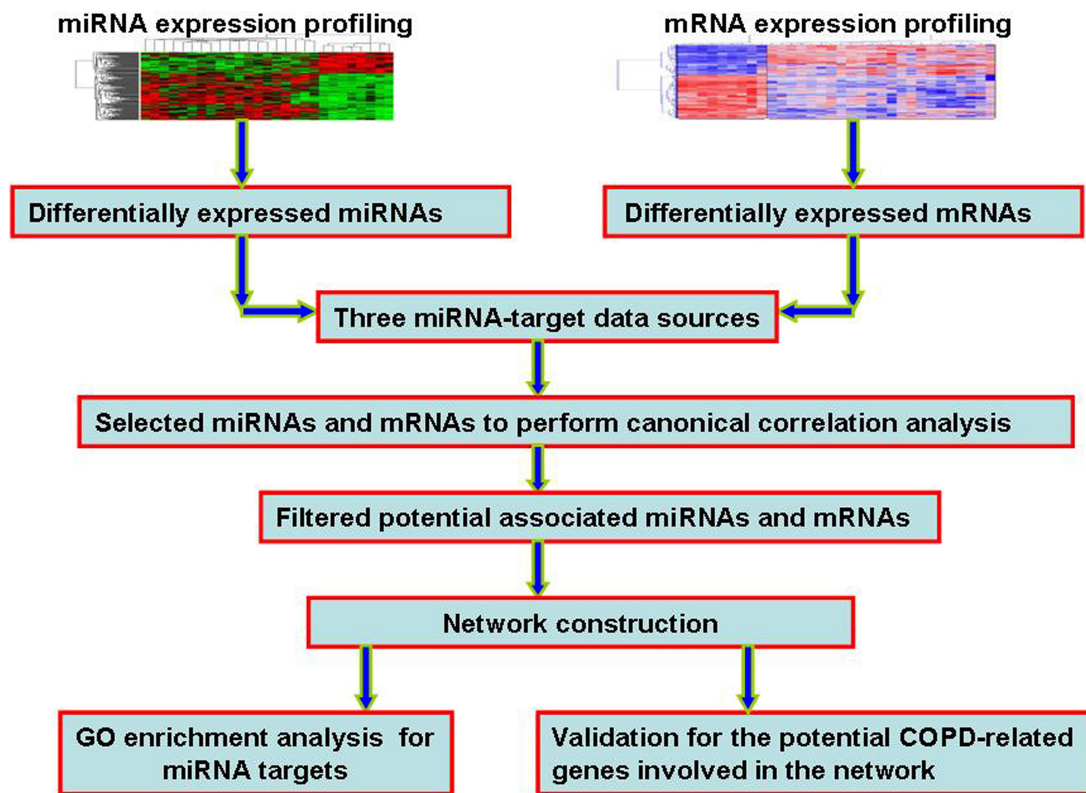 miRNA expression profiling
mRNA expression profiling
Differentially expressed miRNAs
Differentially expressed mRNAs
Three miRNA-target data sources
Selected miRNAs and mRNAs to perform canonical correlation analysis
Filtered potential associated miRNAs and mRNAs
Network construction
GO enrichment analysis for
miRNA targets
Validation for the potential COPD-related
genes involved in the network